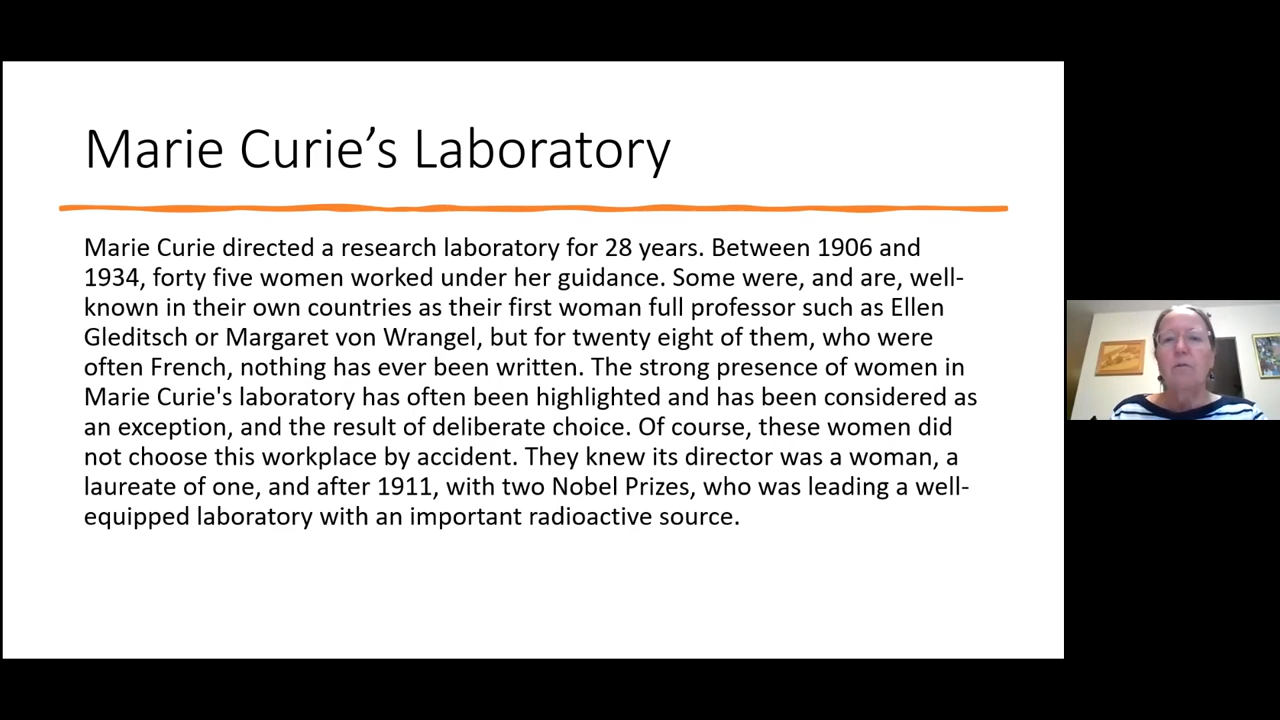 Marie Curie’s Laboratory
Marie Curie directed a research laboratory for 28 years. Between 1906 and
1934, forty five women worked under her guidance. Some were, and are, well-
known in their own countries as their first woman full professor such as Ellen
Gleditsch or Margaret von Wrangel, but for twenty eight of them, who were
often French, nothing has ever been written. The strong presence of women in
Marie Curie's laboratory has often been highlighted and has been considered as
an exception, and the result of deliberate choice. Of course, these women did
not choose this workplace by accident. They knew its director was a woman, a
laureate of one, and after 1911, with two Nobel Prizes, who was leading a well-
equipped laboratory with an important radioactive source.